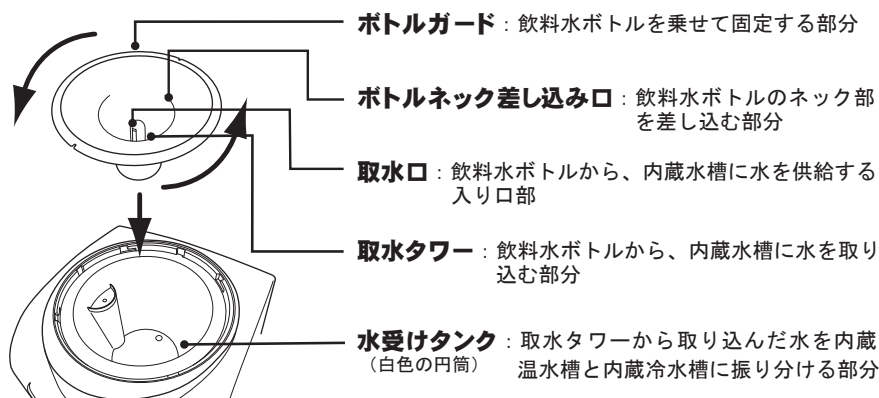 ボトルガード：飲料水ボトルを乗せて固定する部分
ボトルネック差し込み口：飲料水ボトルのネック部
を差し込む部分
取水口：飲料水ボトルから、内蔵水槽に水を供給する
入り口部
取水タワー：飲料水ボトルから、内蔵水槽に水を取り
込む部分
水受けタンク：取水タワーから取り込んだ水を内蔵
（白色の円筒） 温水槽と内蔵冷水槽に振り分ける部分